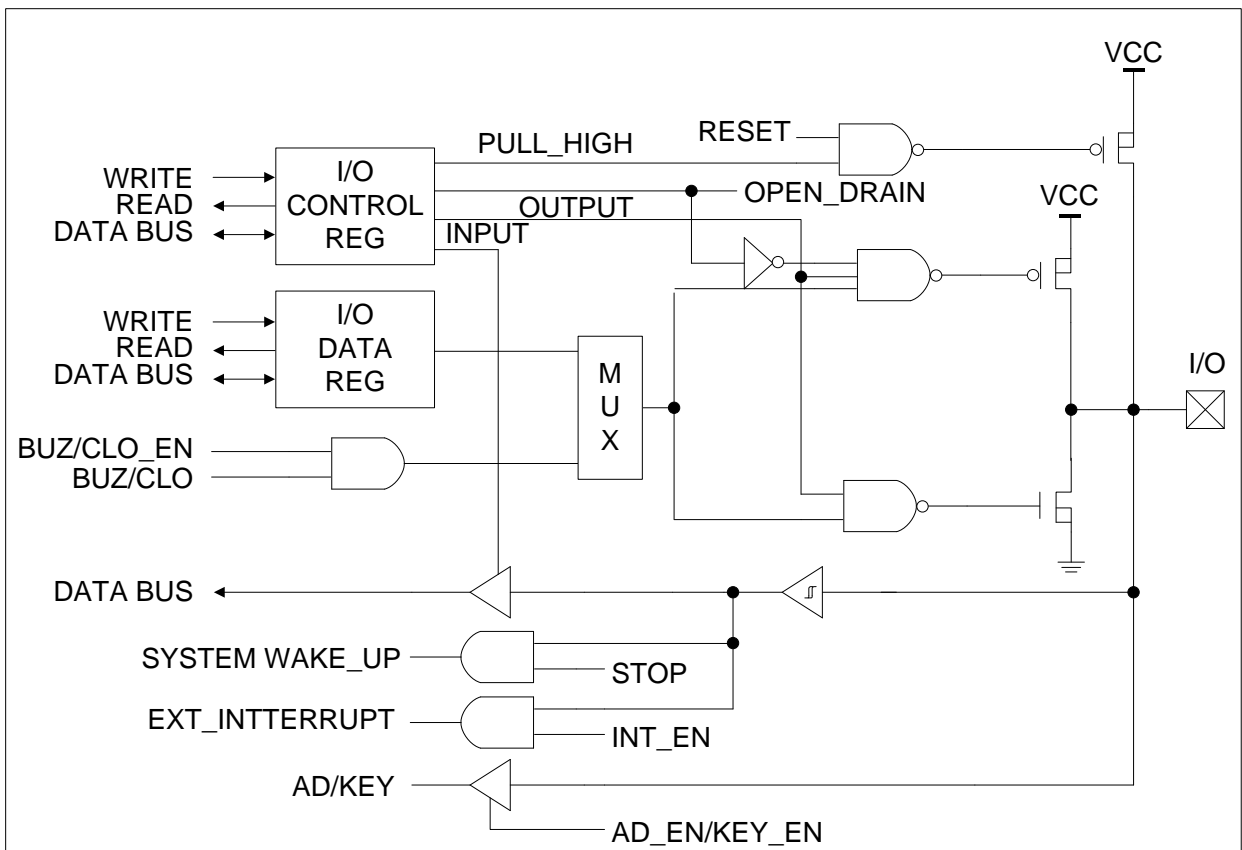 VCC
RESET
PULL_HIGH
WRITE
READ
DATA BUS
I/O
CONTROL
REG
OPEN_DRAIN
OUTPUT
INPUT
VCC
WRITE
READ
DATA BUS
I/O
DATA
REG
M
U
X
I/O
BUZ/CLO_EN
BUZ/CLO
DATA BUS
SYSTEM WAKE_UP
STOP
EXT_INTTERRUPT
INT_EN
AD/KEY
AD_EN/KEY_EN